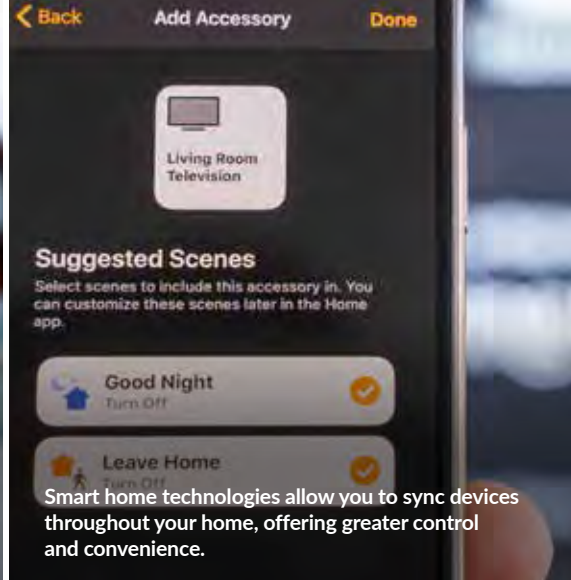 Back
Add Accessory
Done
Living Room
Television
Suggested Scenes
Select scenes to include this accessory in. You
can customize these scenes later in the Home
app.
Good Night
Turn Off
Leave Home
Turn Off
Smart home technologies allow you to sync devices
throughout your home, offering greater control
and convenience.